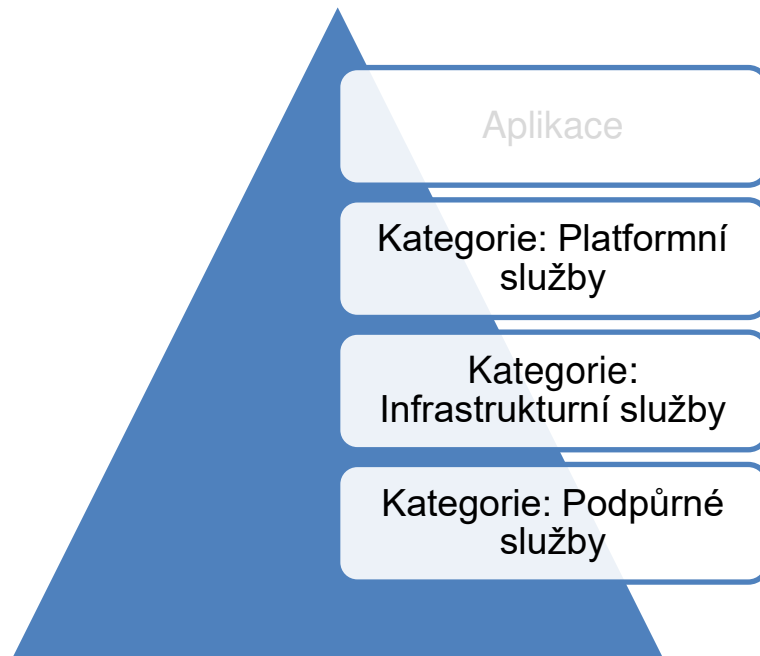 Aplikace
Kategorie: Platformní
služby
Kategorie:
Infrastrukturní služby
Kategorie: Podpůrné
služby